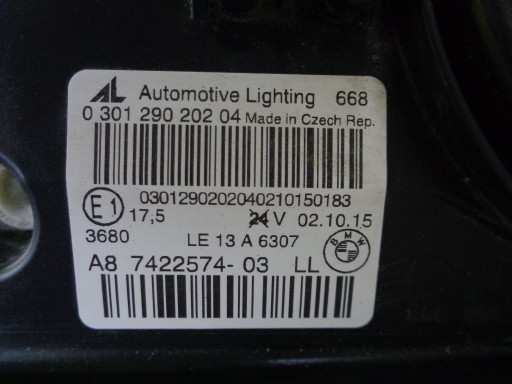 AL Automotive Lighting 668
0 301 290 202 04 Made in Czech Rep.
0301290202040210150183
E1 17,5 24 V 02.10.15
3680 LE 13 A 6307 BMW
A8 7422574-03 LL